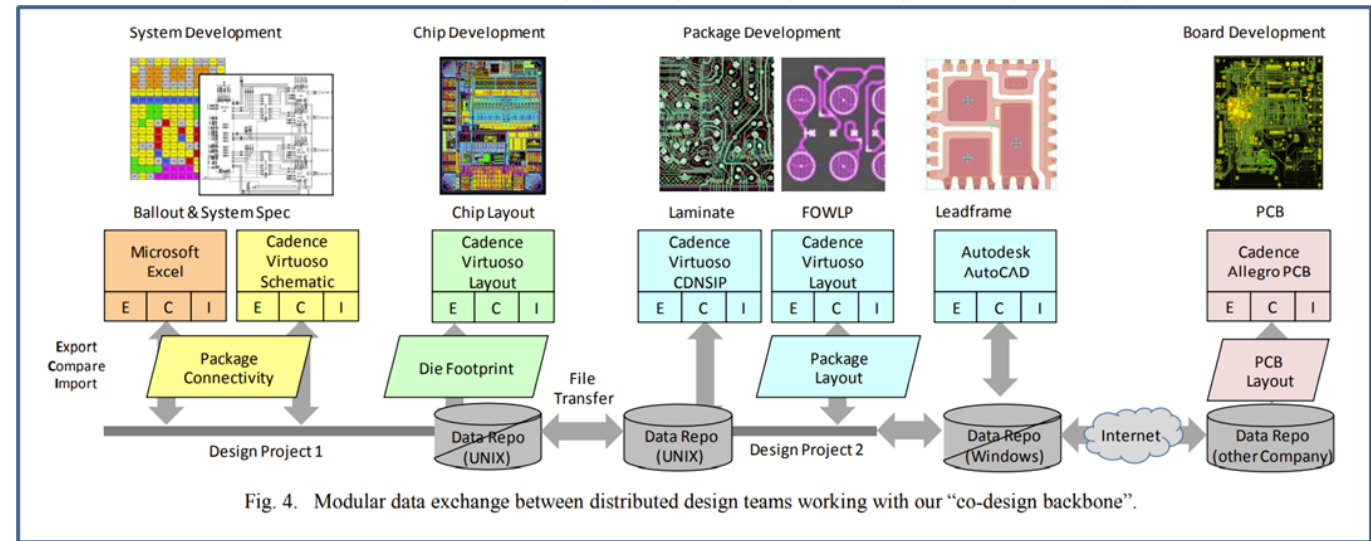 System Development
Chip Development
Package Development
Board Development
Ballout & System Spec
Chip Layout
Laminate
FOWLP
Leadframe
PCB
Microsoft
Excel
E C I
Cadence
Virtuoso
Schematic
E C I
Cadence
Virtuoso
Layout
E C I
Cadence
Virtuoso
CDNSIP
E C I
Cadence
Virtuoso
Layout
E C I
Autodesk
AutoCAD
E C I
Cadence
Allegro PCB
E C I
Export
Compare
Import
Package
Connectivity
Die Footprint
File
Transfer
Package
Layout
PCB
Layout
Design Project 1
Data Repo
(UNIX)
Data Repo
(UNIX)
Design Project 2
Data Repo
(Windows)
Internet
Data Repo
(other Company)
Fig. 4. Modular data exchange between distributed design teams working with our “co-design backbone”.